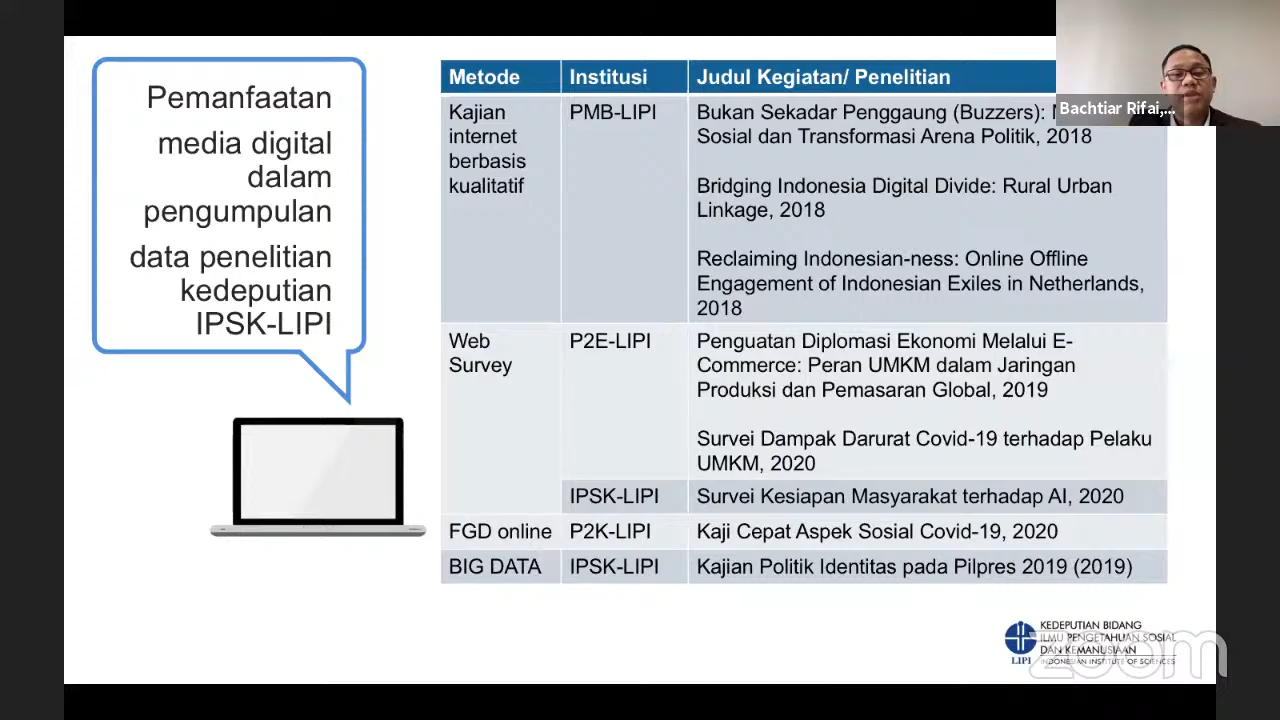 Pemanfaatan
media digital
dalam
pengumpulan
data penelitian
kedeputian
IPSK-LIPI
Metode
Institusi
Judul Kegiatan/ Penelitian
Kajian
internet
berbasis
kualitatif
PMB-LIPI
Bukan Sekadar Penggaung (Buzzers):
Sosial dan Transformasi Arena Politik, 2018
Bridging Indonesia Digital Divide: Rural Urban
Linkage, 2018
Reclaiming Indonesian-ness: Online Offline
Engagement of Indonesian Exiles in Netherlands,
2018
Web
Survey
P2E-LIPI
Penguatan Diplomasi Ekonomi Melalui E-
Commerce: Peran UMKM dalam Jaringan
Produksi dan Pemasaran Global, 2019
Survei Dampak Darurat Covid-19 terhadap Pelaku
UMKM, 2020
IPSK-LIPI
Survei Kesiapan Masyarakat terhadap AI, 2020
FGD online
P2K-LIPI
Kaji Cepat Aspek Sosial Covid-19, 2020
BIG DATA
IPSK-LIPI
Kajian Politik Identitas pada Pilpres 2019 (2019)
Bachtiar Rifai,...
LIPI
KEDEPUTIAN BIDANG
ILMU PENGETAHUAN SOSIAL
DAN KEMANUSIAAN
INDONESIAN INSTITUTE OF SCIENCES
zoom